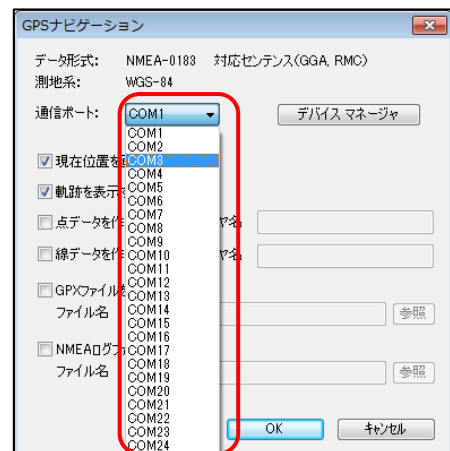 GPSナビゲーション
データ形式: NMEA-0183 対応センテンス(GGA, RMC)
測地系: WGS-84
通信ポート: COM1 デバイス マネージャ
COM1
COM2
現在位置を COM3
COM4
軌跡を表示 COM5
COM6
COM7
点データを作 COM8 ヤ名
COM9
線データを作 COM10 ヤ名
COM11
COM12
GPXファイルを COM13
ファイル名 COM14 参照
COM15
COM16
NMEAログファ COM17
COM18
ファイル名 COM19 参照
COM20
COM21
COM22
COM23 OK キャンセル
COM24